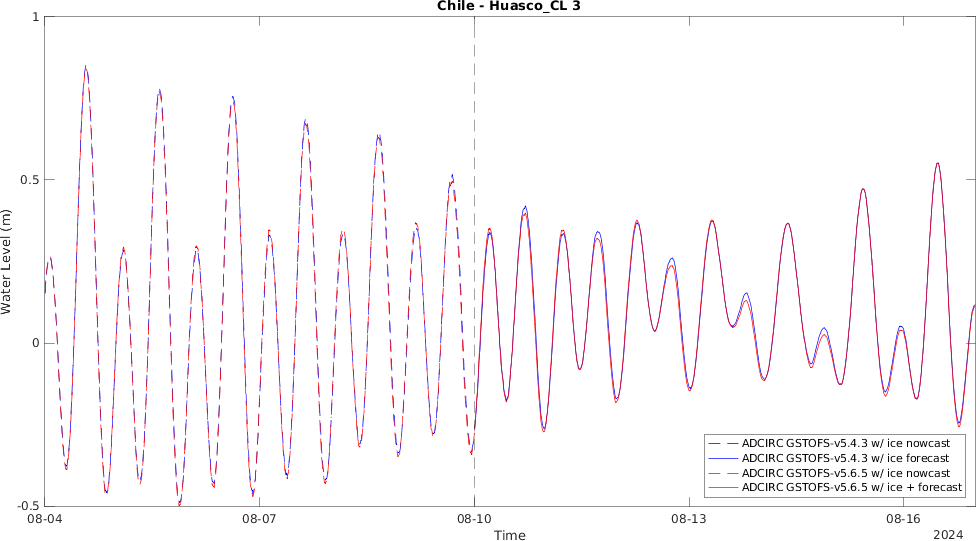 Chile - Huasco_CL 3
Water Level (m)
1
0.5
0
-0.5
08-04
08-07
08-10
08-13
08-16
Time
2024
ADCIRC GSTOFS-v5.4.3 w/ ice nowcast
ADCIRC GSTOFS-v5.4.3 w/ ice forecast
ADCIRC GSTOFS-v5.6.5 w/ ice nowcast
ADCIRC GSTOFS-v5.6.5 w/ ice + forecast